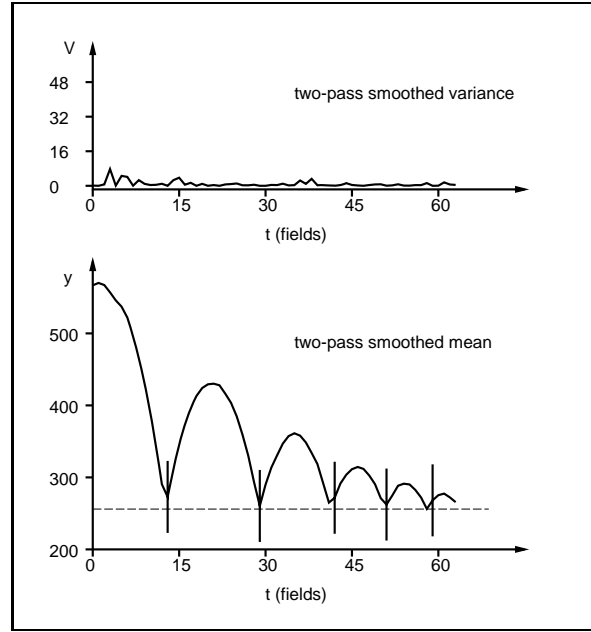 V
48
two-pass smoothed variance
32
16
0
0 15 30 45 60
t (fields)
y
500
two-pass smoothed mean
400
300
200
0 15 30 45 60
t (fields)